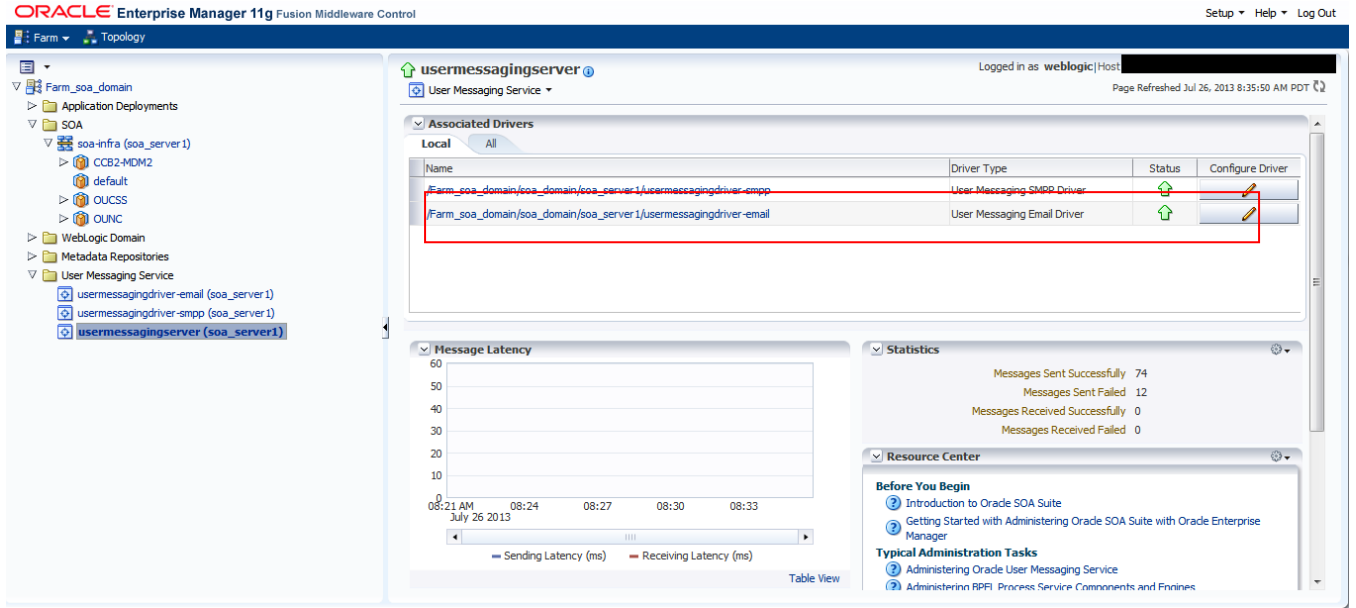 ORACLE Enterprise Manager 11g Fusion Middleware Control
Setup Help Log Out
Farm Topology
Farm_soa_domain
Application Deployments
SOA
soa-infra (soa_server1)
CCB2-MDM2
default
OUCSS
OUNC
WebLogic Domain
Metadata Repositories
User Messaging Service
usermessagingdriver-email (soa_server1)
usermessagingdriver-smpp (soa_server1)
usermessagingserver (soa_server1)
usermessagingserver
Logged in as weblogic|Host
User Messaging Service
Page Refreshed Jul 26, 2013 8:35:50 AM PDT
Associated Drivers
Local All
Name Driver Type Status Configure Driver
/Farm_soa_domain/soa_domain/soa_server1/usermessagingdriver-smpp User Messaging SMPP Driver
/Farm_soa_domain/soa_domain/soa_server1/usermessagingdriver-email User Messaging Email Driver
Message Latency
60
50
40
30
20
10
0
08:21 AM 08:24 08:27 08:30 08:33
July 26 2013
Sending Latency (ms) Receiving Latency (ms)
Table View
Statistics
Messages Sent Successfully 74
Messages Sent Failed 12
Messages Received Successfully 0
Messages Received Failed 0
Resource Center
Before You Begin
Introduction to Oracle SOA Suite
Getting Started with Administering Oracle SOA Suite with Oracle Enterprise
Manager
Typical Administration Tasks
Administering Oracle User Messaging Service
Administering BPEL Process Service Components and Engines